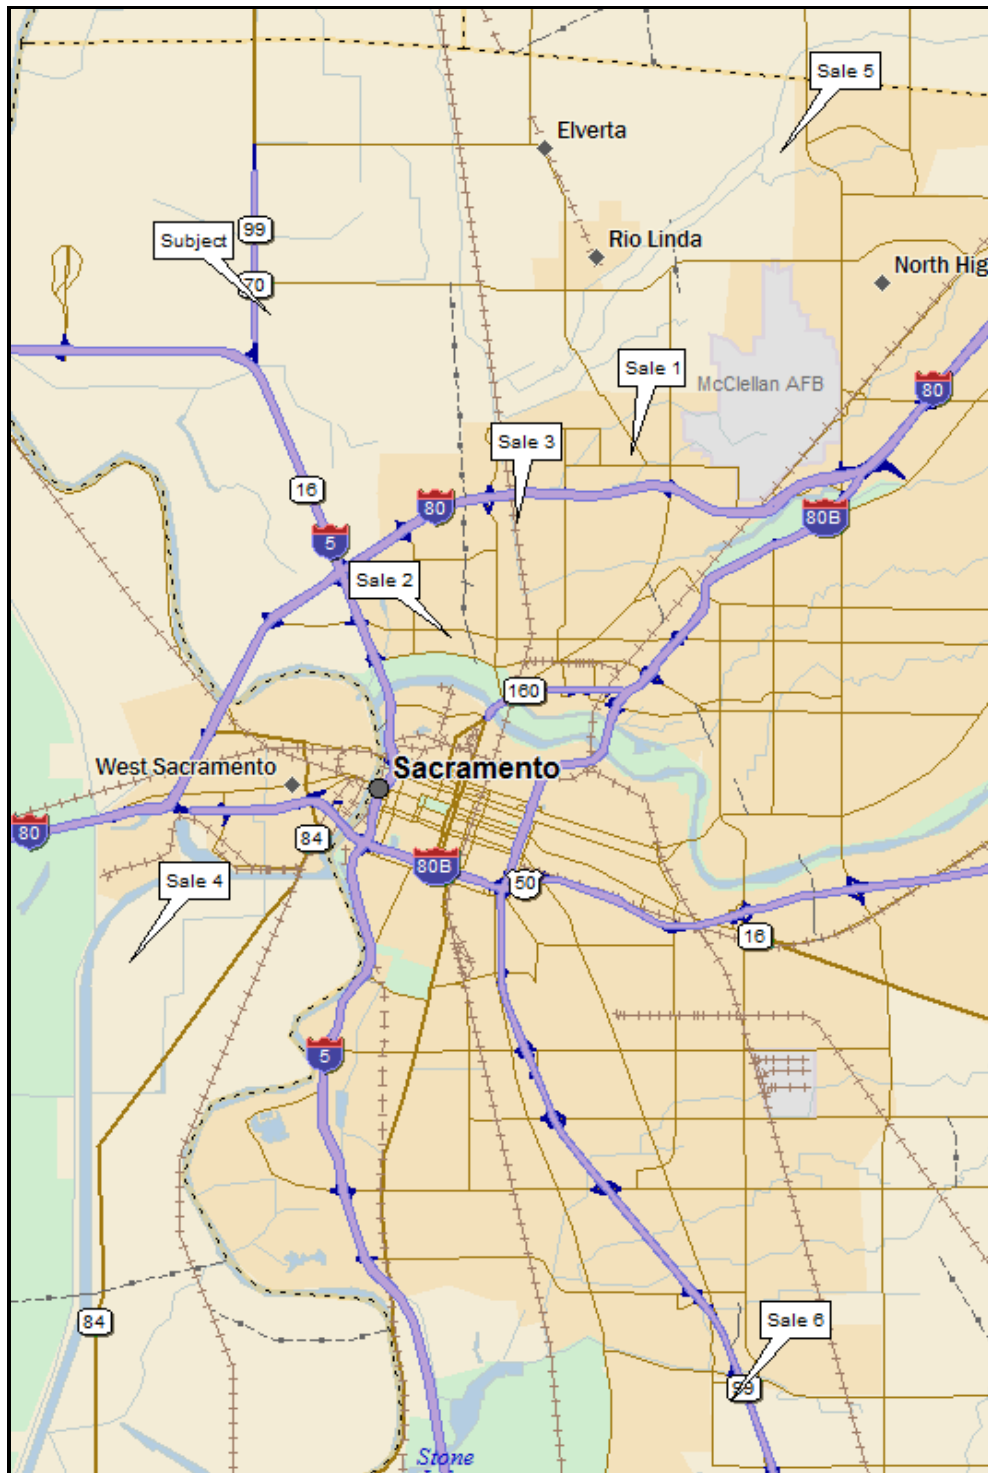 Sale 5
Elverta
99
Subject
Rio Linda
70
North Hig
Sale 1
McClellan AFB
80
Sale 3
16
80
80B
5
Sale 2
160
West Sacramento
Sacramento
80
84
80B
Sale 4
50
16
5
84
Sale 6
99
Stone